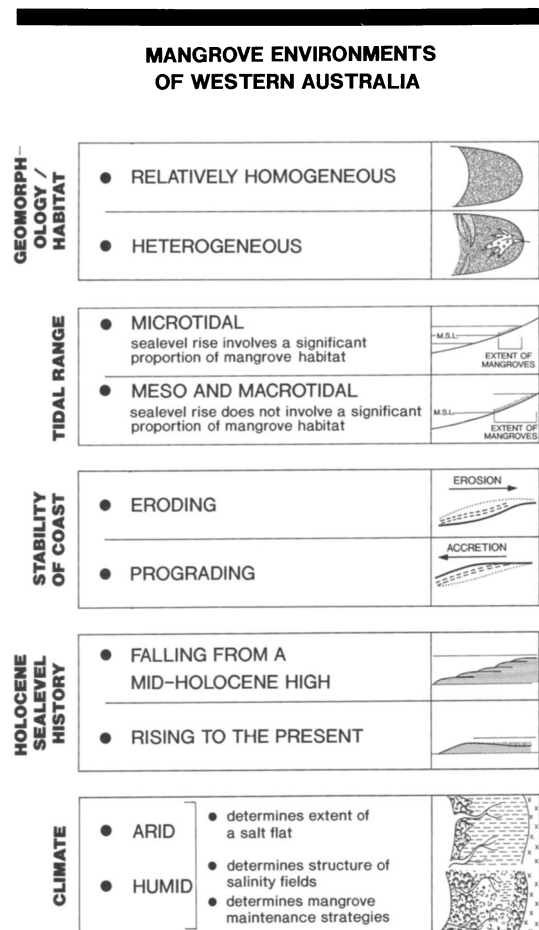 MANGROVE ENVIRONMENTS
OF WESTERN AUSTRALIA
GEOMORPH-
OLOGY /
HABITAT
● RELATIVELY HOMOGENEOUS
● HETEROGENEOUS
TIDAL RANGE
● MICROTIDAL
sealevel rise involves a significant
proportion of mangrove habitat
M.S.L.
EXTENT OF
MANGROVES
● MESO AND MACROTIDAL
sealevel rise does not involve a significant
proportion of mangrove habitat
M.S.L.
EXTENT OF
MANGROVES
STABILITY
OF COAST
● ERODING
EROSION
● PROGRADING
ACCRETION
HOLOCENE
SEALEVEL
HISTORY
● FALLING FROM A
MID-HOLOCENE HIGH
● RISING TO THE PRESENT
CLIMATE
● ARID
● HUMID
● determines extent of
a salt flat
● determines structure of
salinity fields
● determines mangrove
maintenance strategies